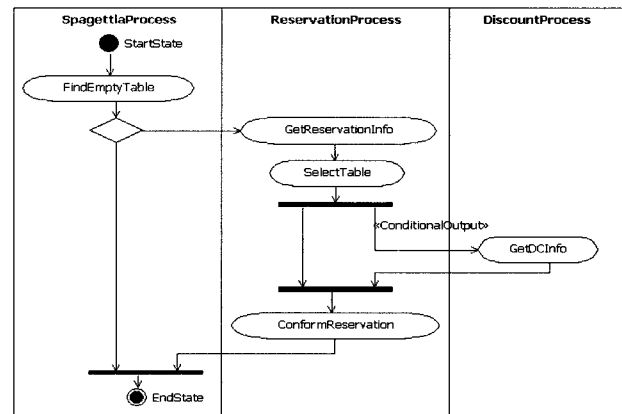 SpagettiaProcess
ReservationProcess
DiscountProcess
StartState
FindEmptyTable
GetReservationInfo
SelectTable
«ConditionalOutput»
GetDCInfo
ConformReservation
EndState